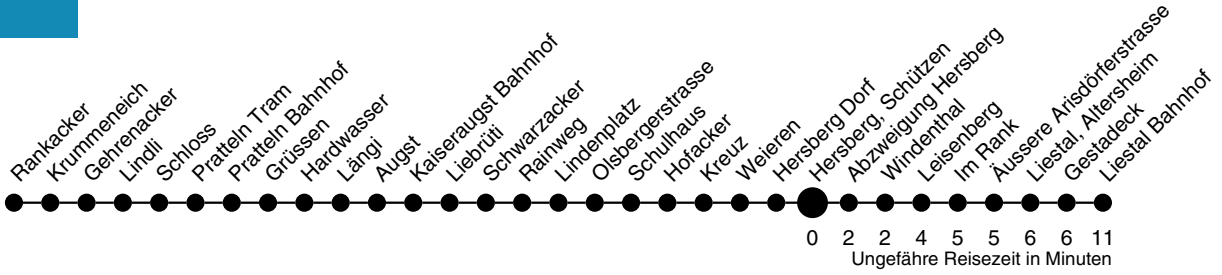 Rankacker
Krummeneich
Gehrenacker
Lindli
Schloss
Pratteln Tram
Pratteln Bahnhof
Grüssen
Hardwasser
Längi
Augst
Kaiseraugst Bahnhof
Liebrüti
Schwarzacker
Rainweg
Lindenplatz
Olsbergerstrasse
Schulhaus
Hofacker
Kreuz
Weieren
Hersberg Dorf
Hersberg, Schützen
Abzweigung Hersberg
Windenthal
Leisenberg
Im Rank
Äussere Arisdörferstrasse
Liestal, Altersheim
Gestadeck
Liestal Bahnhof
0 2 2 4 5 5 6 6 11
Ungefähre Reisezeit in Minuten